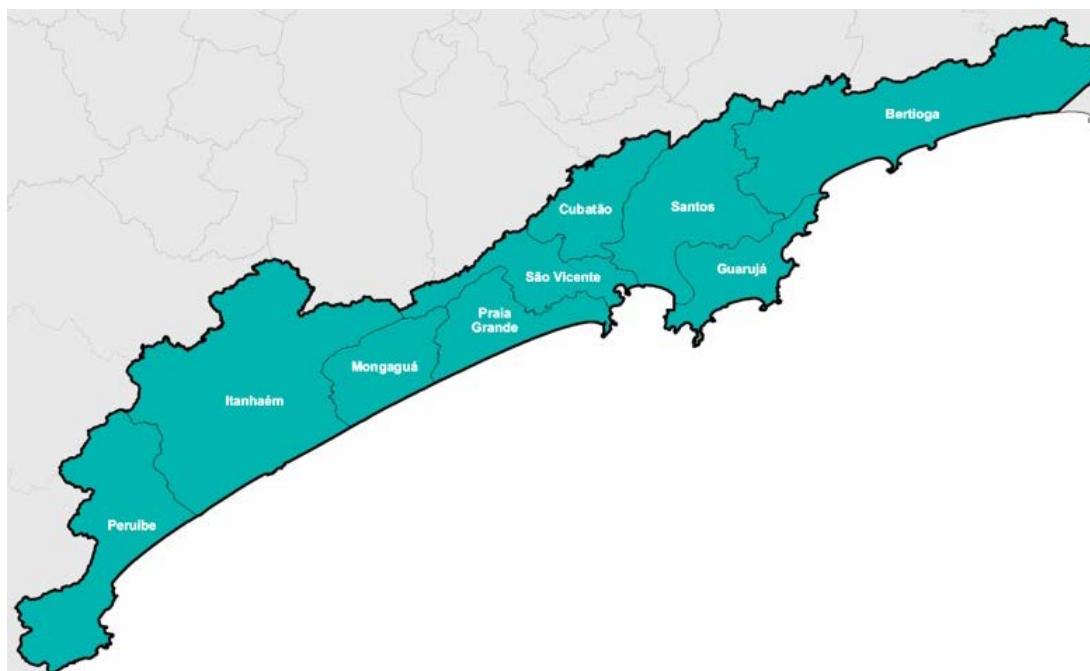 Bertioga
Cubatão
Santos
Guarujá
São Vicente
Praia
Grande
Mongaguá
Itanhaém
Peruíbe